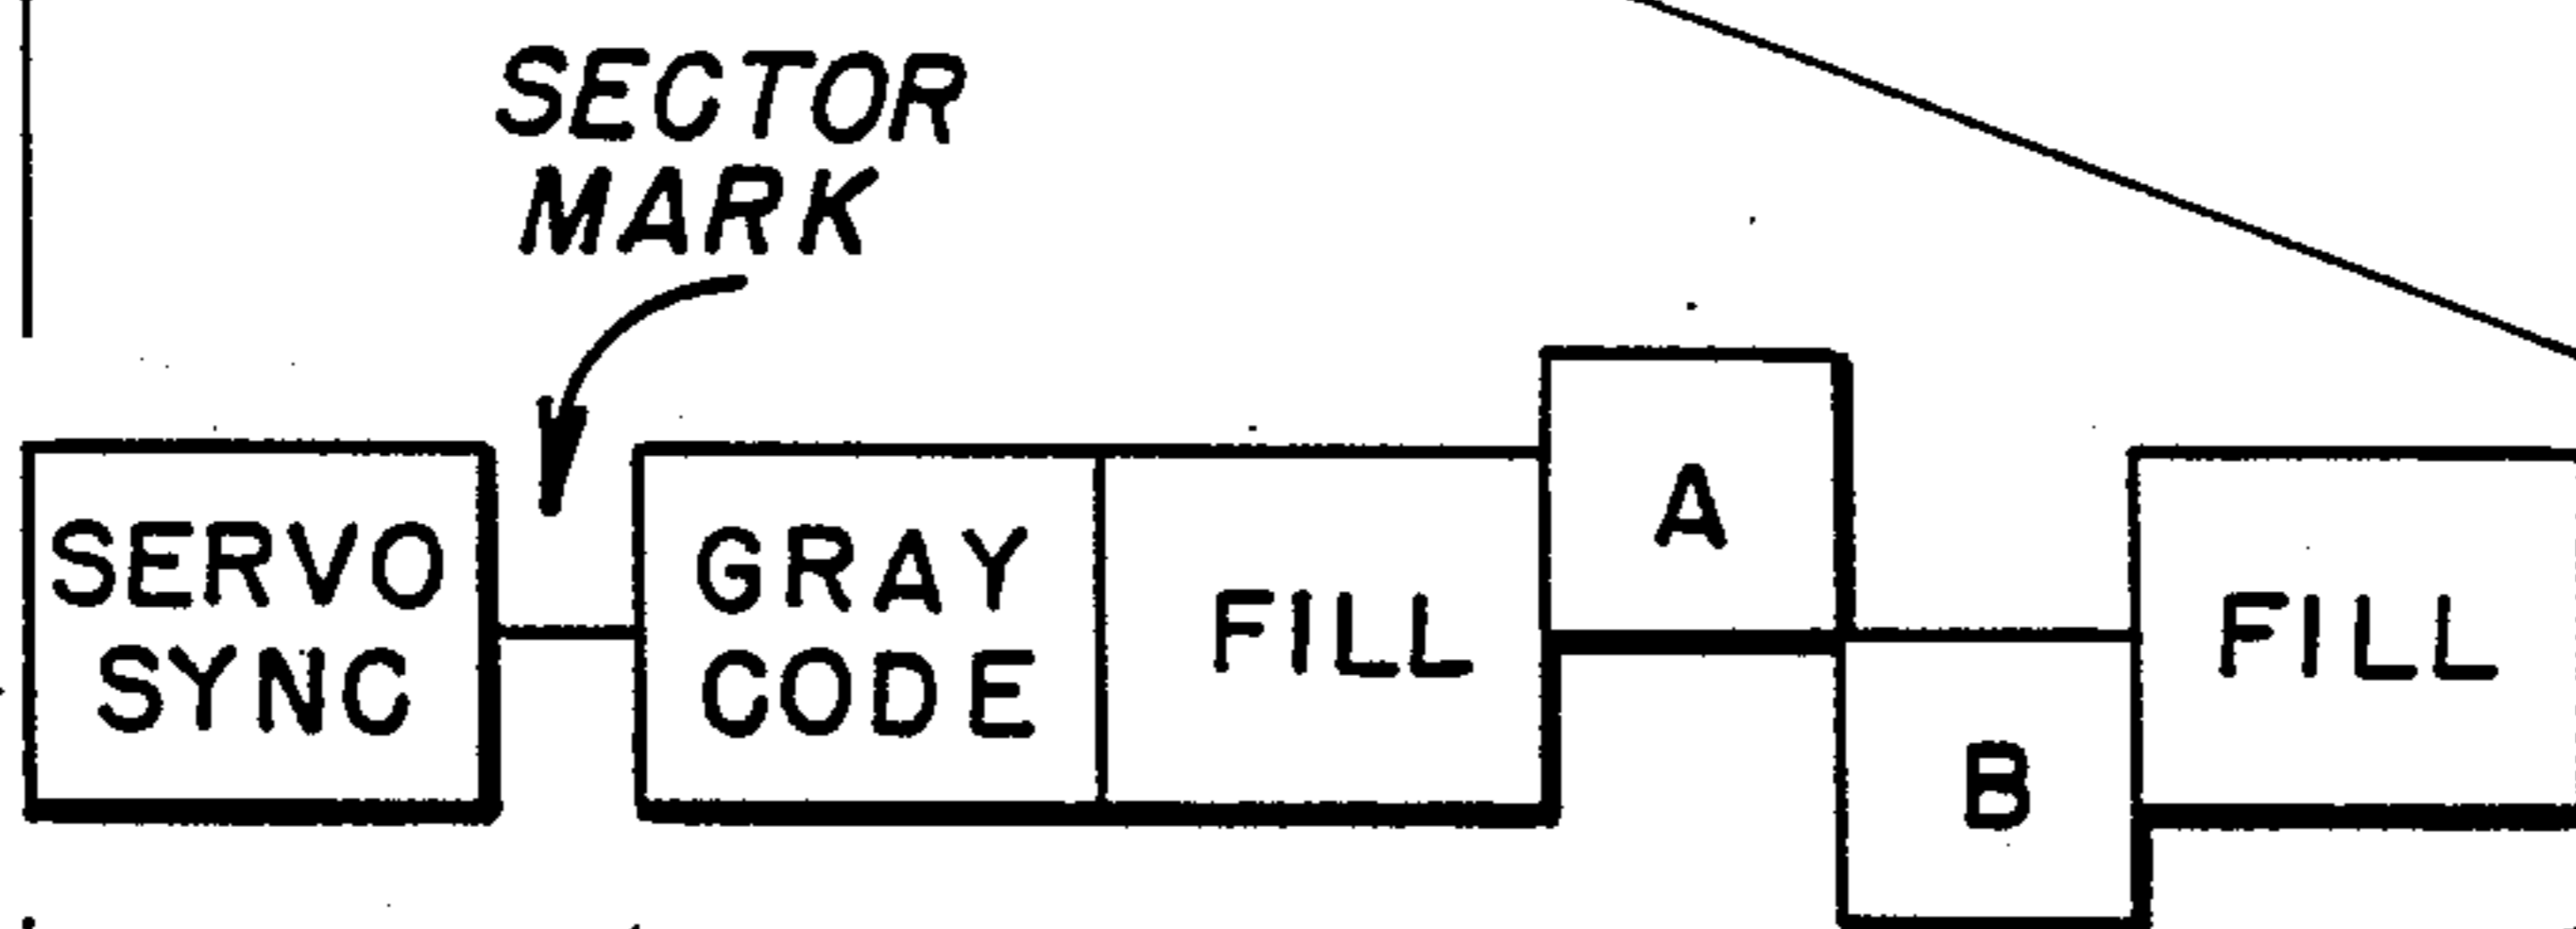 SECTOR
MARK
SERVO
SYNC
GRAY
CODE
FILL
A
B
FILL